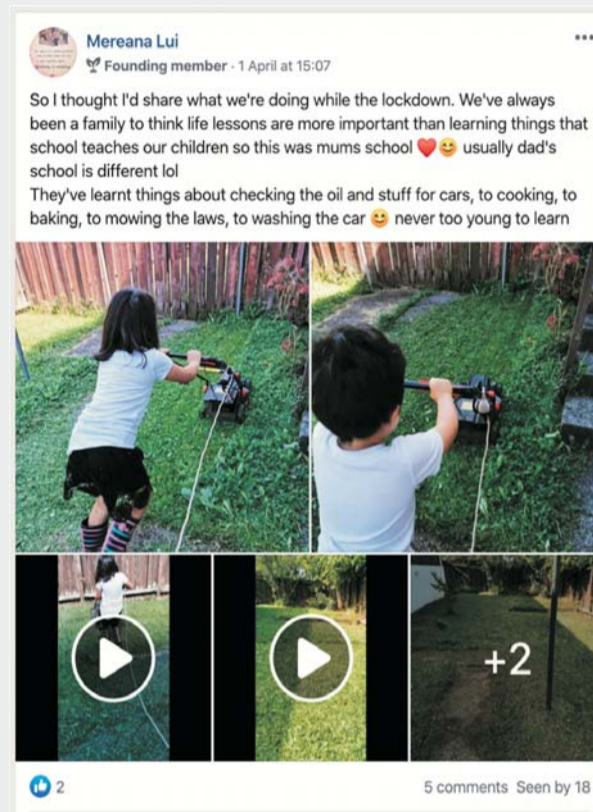 Mereana Lui
Founding member · 1 April at 15:07
So I thought I'd share what we're doing while the lockdown. We've always
been a family to think life lessons are more important than learning things that
school teaches our children so this was mums school ❤️😊 usually dad's
school is different lol
They've learnt things about checking the oil and stuff for cars, to cooking, to
baking, to mowing the laws, to washing the car 😊 never too young to learn
+2
2
5 comments Seen by 18